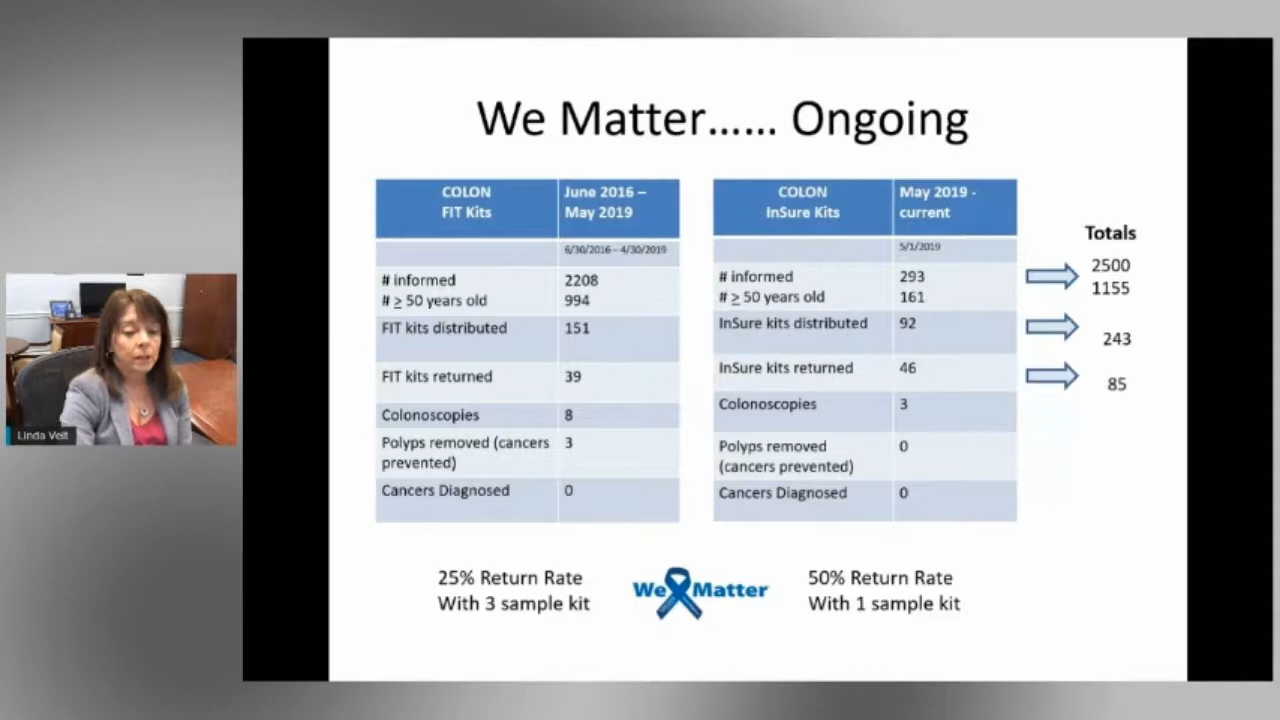 We Matter...... Ongoing
COLON
FIT Kits
June 2016 –
May 2019
6/30/2016 – 4/30/2019
# informed 2208
# ≥ 50 years old 994
FIT kits distributed 151
FIT kits returned 39
Colonoscopies 8
Polyps removed (cancers
prevented)
3
Cancers Diagnosed 0
COLON
InSure Kits
May 2019 -
current
5/1/2019
# informed 293
# ≥ 50 years old 161
InSure kits distributed 92
InSure kits returned 46
Colonoscopies 3
Polyps removed
(cancers prevented)
0
Cancers Diagnosed 0
Totals
2500
1155
243
85
25% Return Rate
With 3 sample kit
We Matter
50% Return Rate
With 1 sample kit
Linda Veit